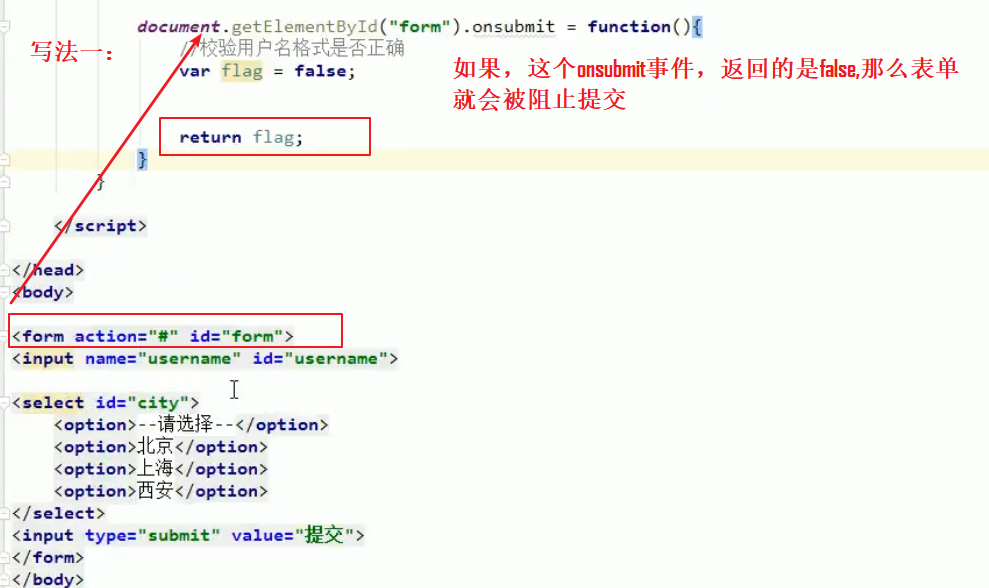 document.getElementById("form").onsubmit = function(){
写法一：
//校验用户名格式是否正确
var flag = false;
如果，这个onsubmit事件，返回的是false,那么表单
就会被阻止提交
return flag;
}
}
</script>
</head>
<body>
<form action="#" id="form">
<input name="username" id="username">
<select id="city">
<option>--请选择--</option>
<option>北京</option>
<option>上海</option>
<option>西安</option>
</select>
<input type="submit" value="提交">
</form>
</body>